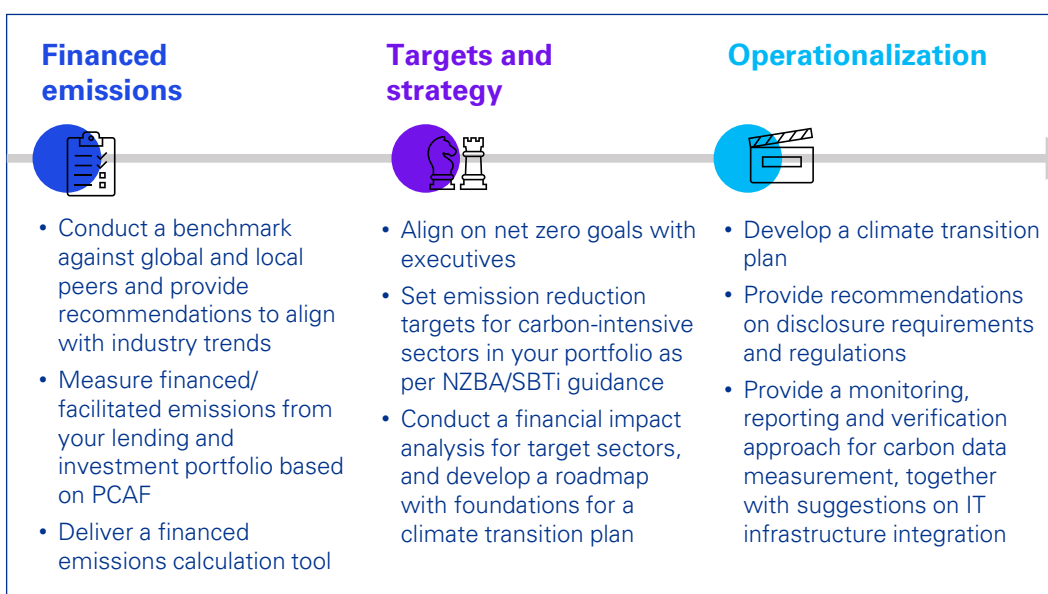 Financed
emissions
• Conduct a benchmark
against global and local
peers and provide
recommendations to align
with industry trends
• Measure financed/
facilitated emissions from
your lending and
investment portfolio based
on PCAF
• Deliver a financed
emissions calculation tool
Targets and
strategy
• Align on net zero goals with
executives
• Set emission reduction
targets for carbon-intensive
sectors in your portfolio as
per NZBA/SBTi guidance
• Conduct a financial impact
analysis for target sectors,
and develop a roadmap
with foundations for a
climate transition plan
Operationalization
• Develop a climate transition
plan
• Provide recommendations
on disclosure requirements
and regulations
• Provide a monitoring,
reporting and verification
approach for carbon data
measurement, together
with suggestions on IT
infrastructure integration